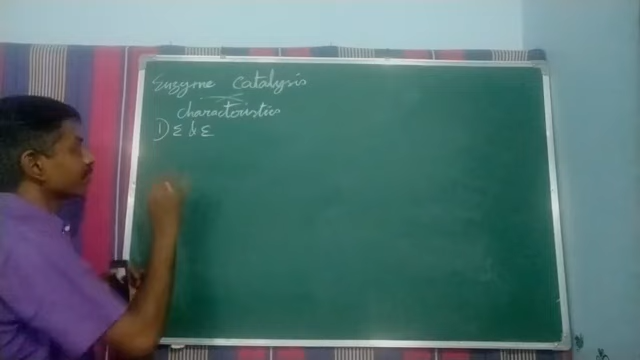 Enzyme Catalysis
characteristics
1) E & E